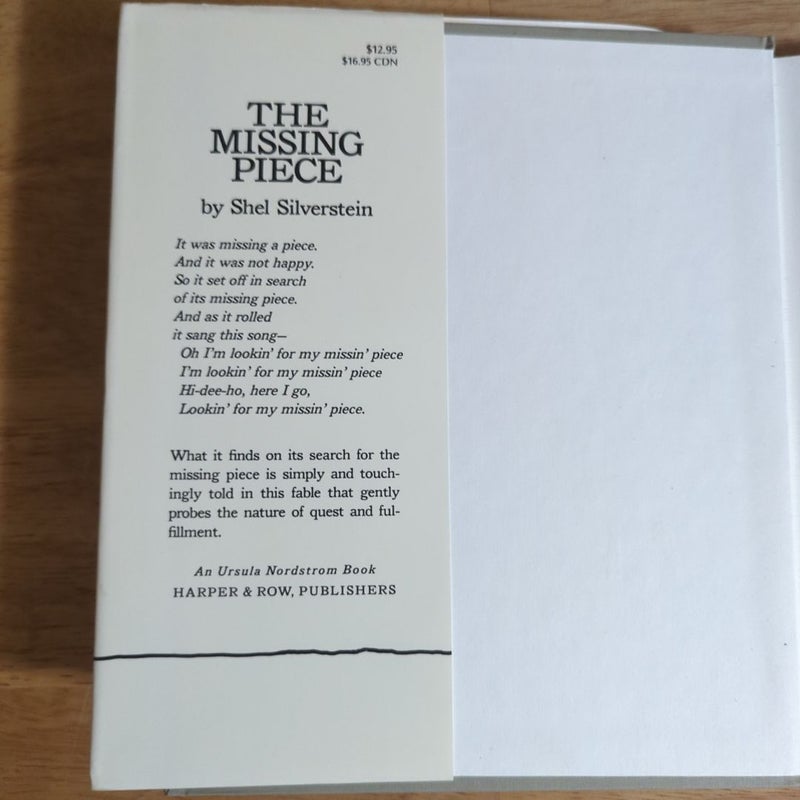 $12.95
$16.95 CDN
THE
MISSING
PIECE
by Shel Silverstein
It was missing a piece.
And it was not happy.
So it set off in search
of its missing piece.
And as it rolled
it sang this song—
Oh I'm lookin' for my missin' piece
I'm lookin' for my missin' piece
Hi-dee-ho, here I go,
Lookin' for my missin' piece.
What it finds on its search for the
missing piece is simply and touch-
ingly told in this fable that gently
probes the nature of quest and ful-
fillment.
An Ursula Nordstrom Book
HARPER & ROW, PUBLISHERS